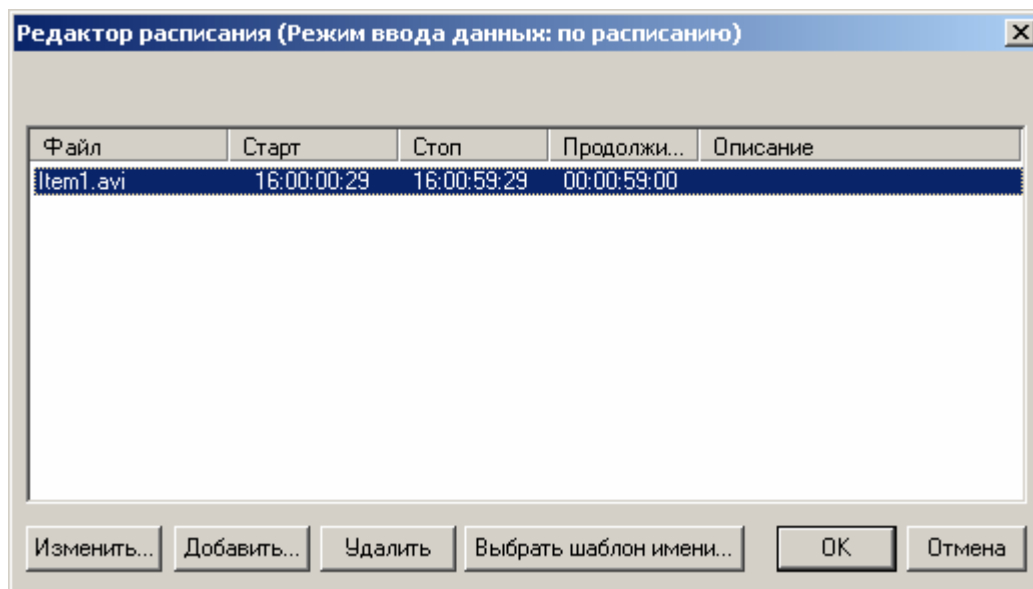 Редактор расписания (Режим ввода данных: по расписанию)
Файл Старт Стоп Продолжи... Описание
Item1.avi 16:00:00:29 16:00:59:29 00:00:59:00
Изменить... Добавить... Удалить Выбрать шаблон имени... OK Отмена